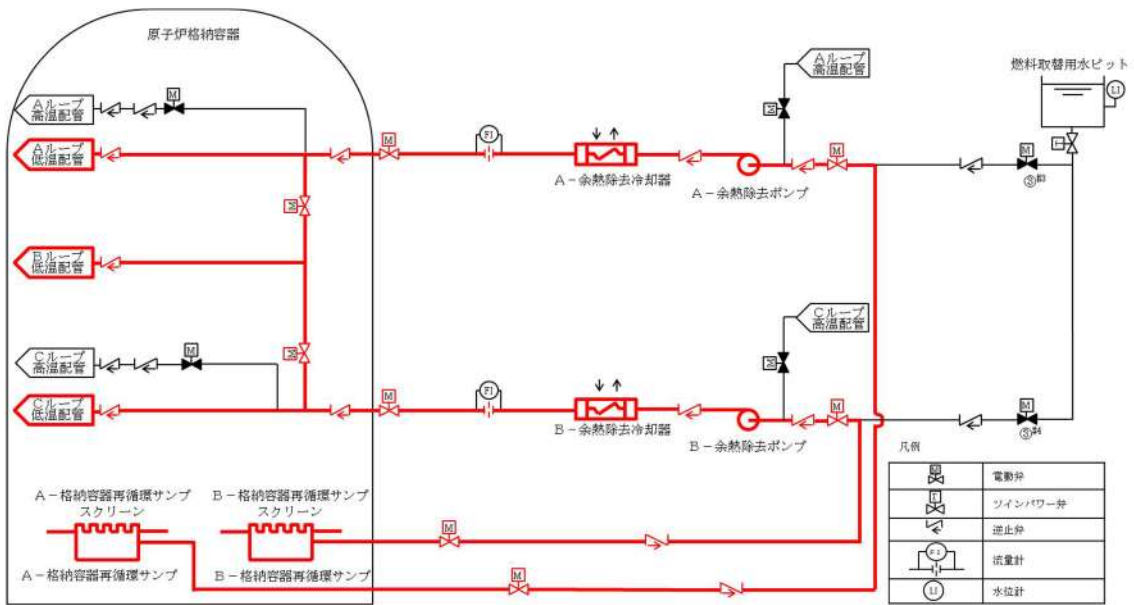 原子炉格納容器
Aループ
高温配管
燃料取替用水ピット
LI
Aループ
高温配管
M
M
Aループ
低温配管
M
FI
A-余熱除去冷却器
A-余熱除去ポンプ
M
M
M
Bループ
低温配管
Cループ
高温配管
Cループ
高温配管
M
M
M
Cループ
低温配管
M
FI
B-余熱除去冷却器
B-余熱除去ポンプ
M
M
凡例
M
電動弁
T
ツインパワー弁
逆止弁
FI
流量計
LI
水位計
A-格納容器再循環サンプ
スクリーン
B-格納容器再循環サンプ
スクリーン
M
A-格納容器再循環サンプ
B-格納容器再循環サンプ
M